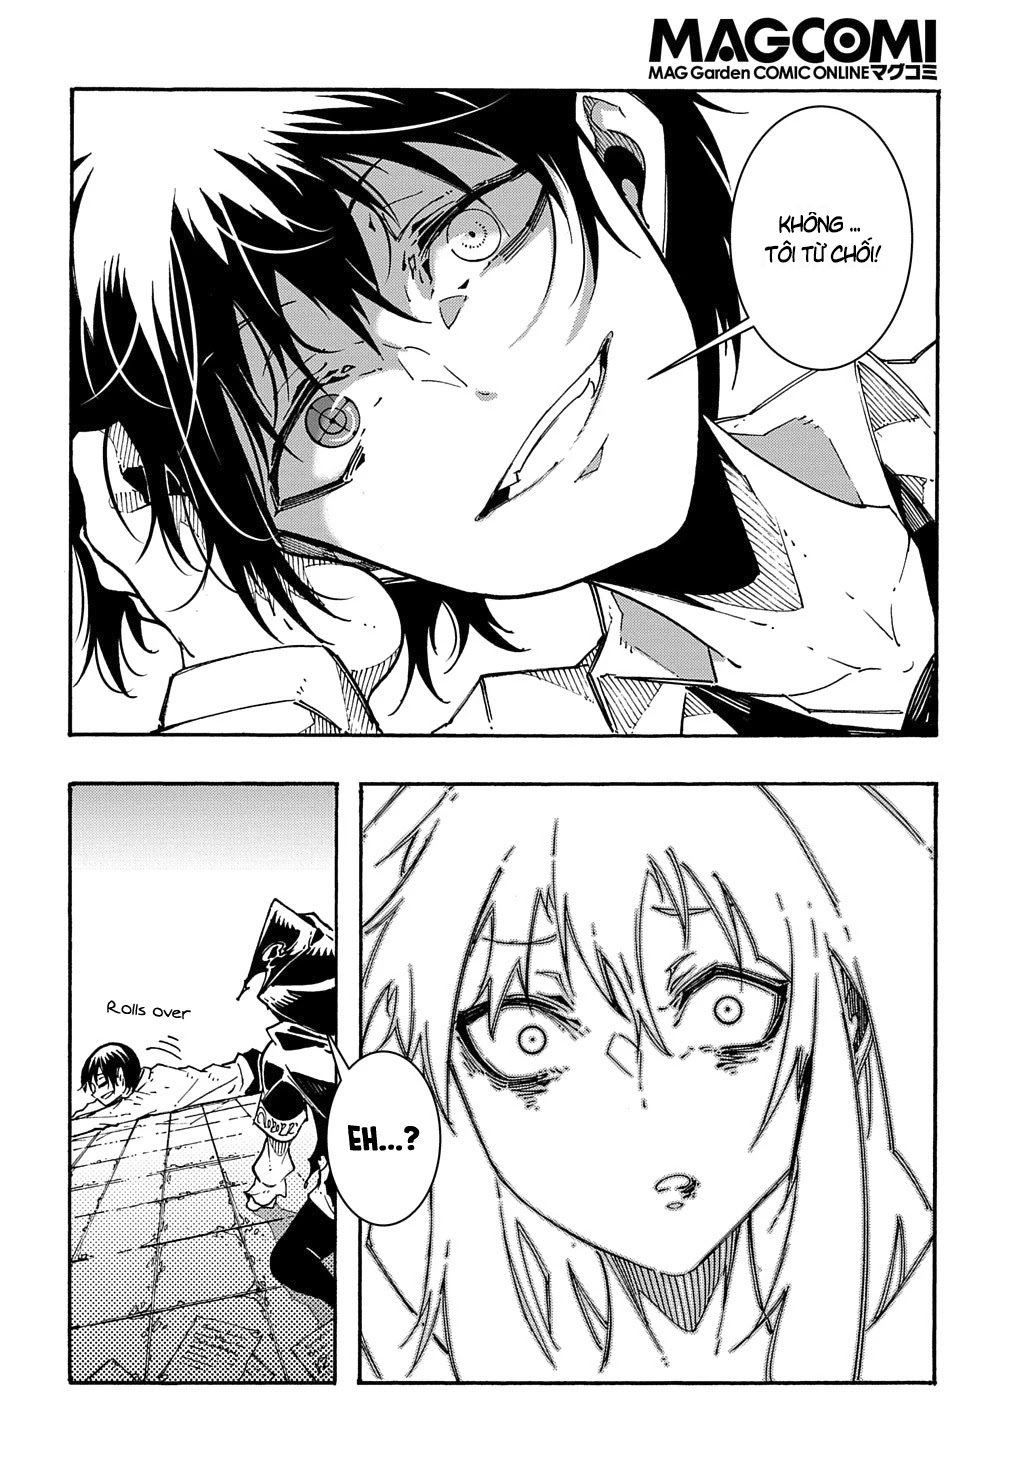 MAGCOMI
MAG Garden COMIC ONLINE マグコミ
KHÔNG ...
TÔI TỪ CHỐI!
EH...?
Rolls over